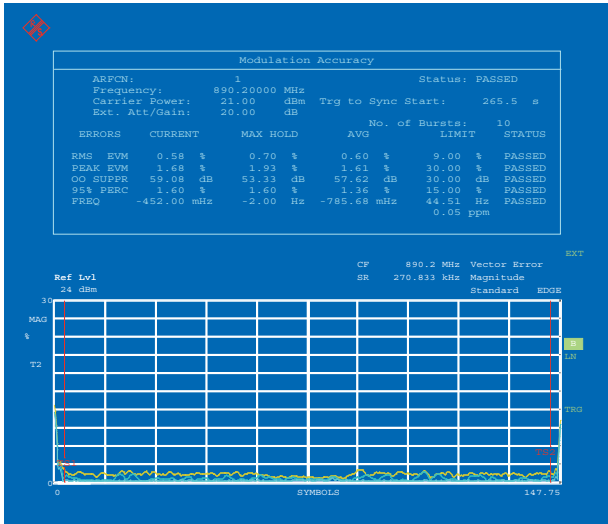 Modulation Accuracy
ARFCN: 1 Status: PASSED
Frequency: 890.20000 MHz
Carrier Power: 21.00 dBm Trg to Sync Start: 265.5 s
Ext. Att/Gain: 20.00 dB
No. of Bursts: 10
ERRORS CURRENT MAX HOLD AVG LIMIT STATUS
RMS EVM 0.58 % 0.70 % 0.60 % 9.00 % PASSED
PEAK EVM 1.68 % 1.93 % 1.61 % 30.00 % PASSED
OO SUPPR 59.08 dB 53.33 dB 57.62 dB 30.00 dB PASSED
95% PERC 1.60 % 1.60 % 1.36 % 15.00 % PASSED
FREQ -452.00 mHz -2.00 Hz -785.68 mHz 44.51 Hz PASSED
0.05 ppm
EXT
CF 890.2 MHz Vector Error
Ref Lvl SR 270.833 kHz Magnitude
24 dBm Standard EDGE
30
MAG
%
B
LN
T2
TRG
TS2
0
0 SYMBOLS 147.75